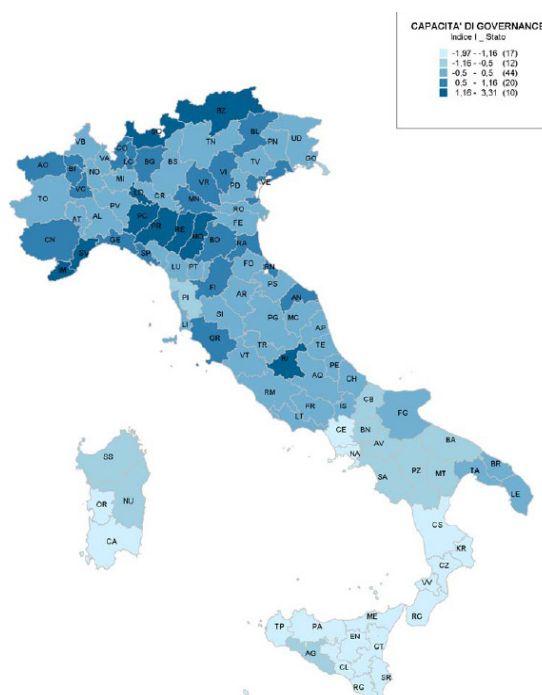 CAPACITA' DI GOVERNANCE
Indice I _ Stato
-1,97 - -1,16 (17)
-1,16 - -0,5 (12)
-0,5 - 0,5 (44)
0,5 - 1,16 (20)
1,16 - 3,31 (10)
BZ
VB
BL
SO
TN
PN
UD
VA
CO
LC
BG
BS
GO
AO
BI
NO
MI
VI
TV
VE
VC
VR
PD
TO
PV
LO
CR
MN
RO
AT
AL
PC
PR
RE
MO
FE
CN
GE
BO
RA
SV
SP
FO
RN
IM
LU
PT
PS
FI
AN
PI
AR
MC
LI
SI
PG
AP
GR
TR
TE
VT
RI
PE
AQ
CH
RM
CB
FR
IS
FG
LT
CE
BN
BA
AV
NA
BR
SS
PZ
MT
TA
SA
LE
OR
NU
CS
CA
KR
CZ
VV
RC
ME
TP
PA
EN
CT
AG
CL
SR
RG